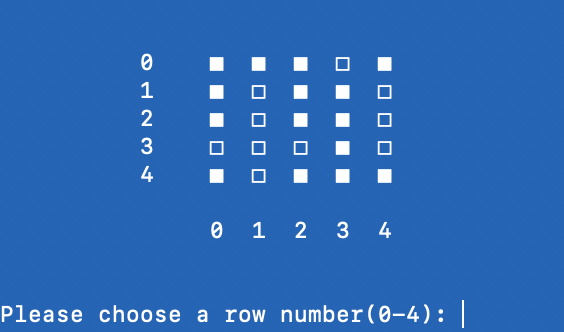 0 ■ ■ ■ □ ■
1 ■ □ ■ ■ □
2 ■ □ ■ ■ □
3 □ □ □ ■ □
4 ■ □ ■ ■ ■
0 1 2 3 4
Please choose a row number(0-4):